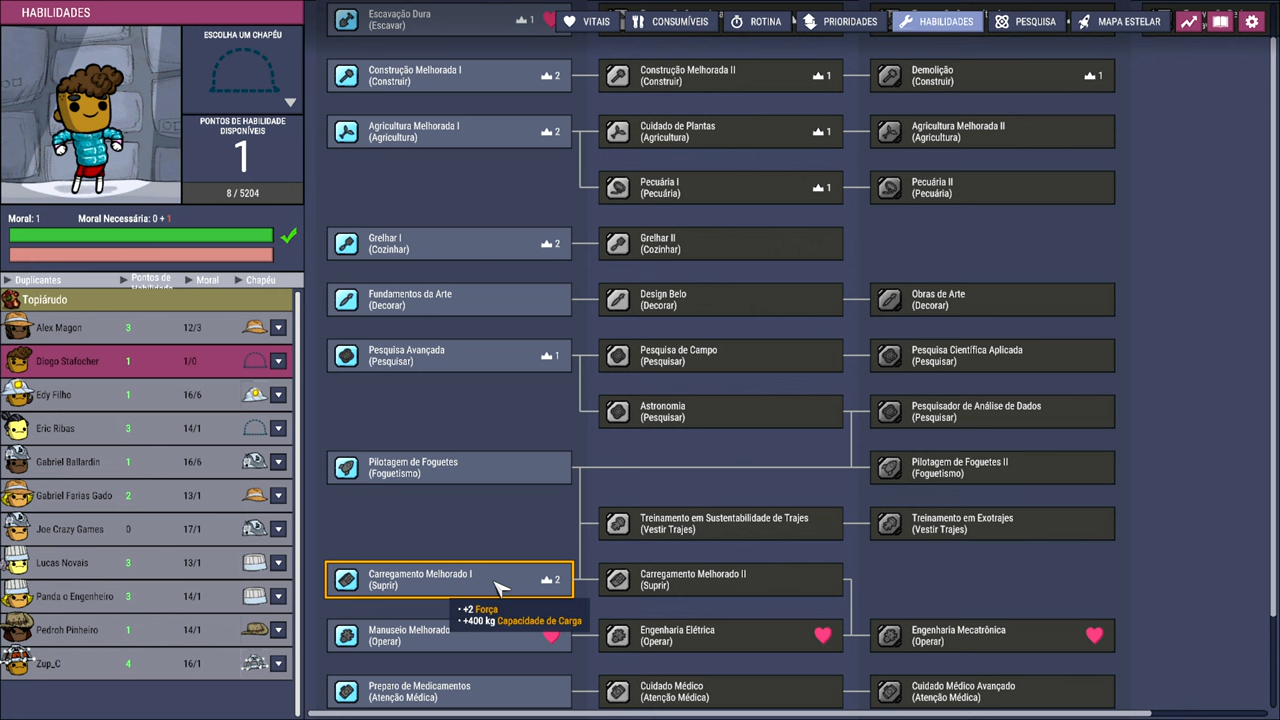 HABILIDADES
ESCOLHA UM CHAPÉU
PONTOS DE HABILIDADE
DISPONÍVEIS
1
8 / 5204
Moral: 1
Moral Necessária: 0 + 1
Duplicantes
Pontos de
Habilidade
Moral
Chapéu
Topiárudo
Alex Magon 3 12/3
Diogo Stafocher 1 1/0
Edy Filho 1 16/6
Eric Ribas 3 14/1
Gabriel Ballardin 1 16/6
Gabriel Farias Gado 2 13/1
Joe Crazy Games 0 17/1
Lucas Novais 3 13/1
Panda o Engenheiro 3 14/1
Pedroh Pinheiro 1 14/1
Zup_C 4 16/1
VITAIS
CONSUMÍVEIS
ROTINA
PRIORIDADES
HABILIDADES
PESQUISA
MAPA ESTELAR
Escavação Dura 1
(Escavar)
Construção Melhorada I 2
(Construir)
Construção Melhorada II 1
(Construir)
Demolição 1
(Construir)
Agricultura Melhorada I 2
(Agricultura)
Cuidado de Plantas 1
(Agricultura)
Agricultura Melhorada II
(Agricultura)
Pecuária I 1
(Pecuária)
Pecuária II
(Pecuária)
Grelhar I 2
(Cozinhar)
Grelhar II
(Cozinhar)
Fundamentos da Arte
(Decorar)
Design Belo
(Decorar)
Obras de Arte
(Decorar)
Pesquisa Avançada 1
(Pesquisar)
Pesquisa de Campo
(Pesquisar)
Pesquisa Científica Aplicada
(Pesquisar)
Astronomia
(Pesquisar)
Pesquisador de Análise de Dados
(Pesquisar)
Pilotagem de Foguetes
(Foguetismo)
Pilotagem de Foguetes II
(Foguetismo)
Treinamento em Sustentabilidade de Trajes
(Vestir Trajes)
Treinamento em Exotrajes
(Vestir Trajes)
Carregamento Melhorado I 2
(Suprir)
Carregamento Melhorado II
(Suprir)
• +2 Força
• +400 kg Capacidade de Carga
Manuseio Melhorado
(Operar)
Engenharia Elétrica
(Operar)
Engenharia Mecatrônica
(Operar)
Preparo de Medicamentos
(Atenção Médica)
Cuidado Médico
(Atenção Médica)
Cuidado Médico Avançado
(Atenção Médica)